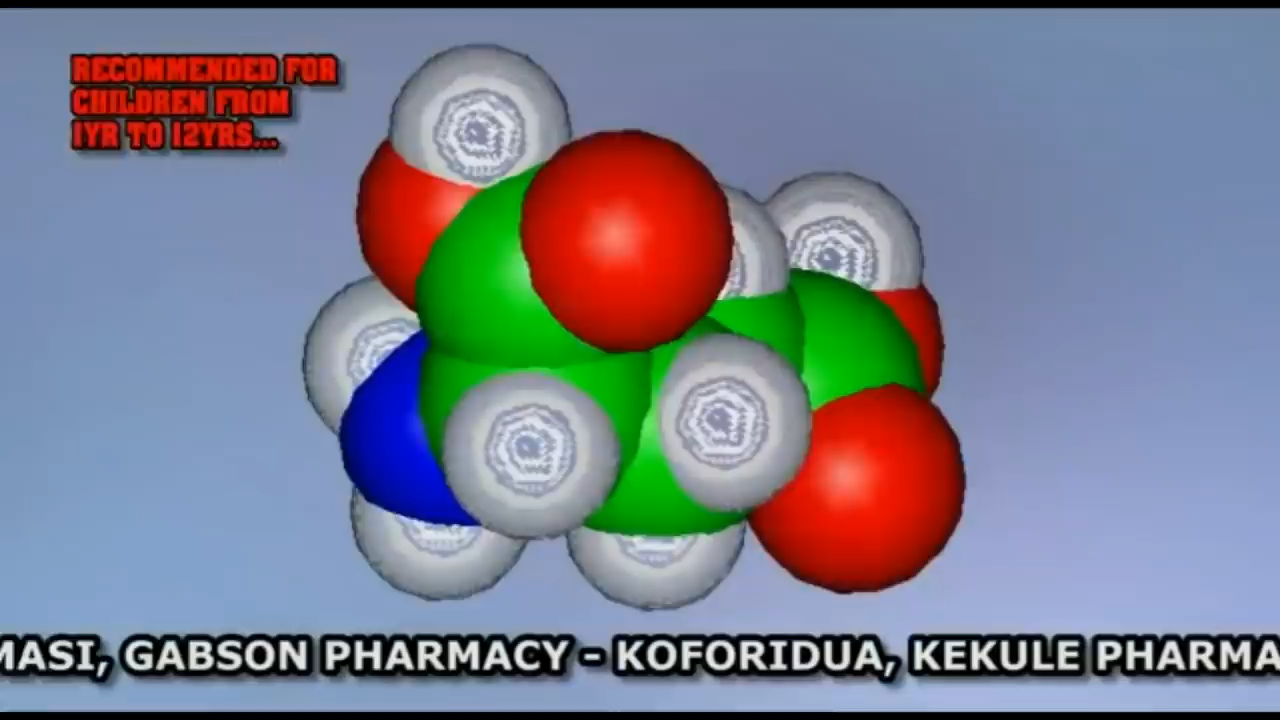 RECOMMENDED FOR
CHILDREN FROM
1YR TO 12YRS...
MASI, GABSON PHARMACY - KOFORIDUA, KEKULE PHARMA